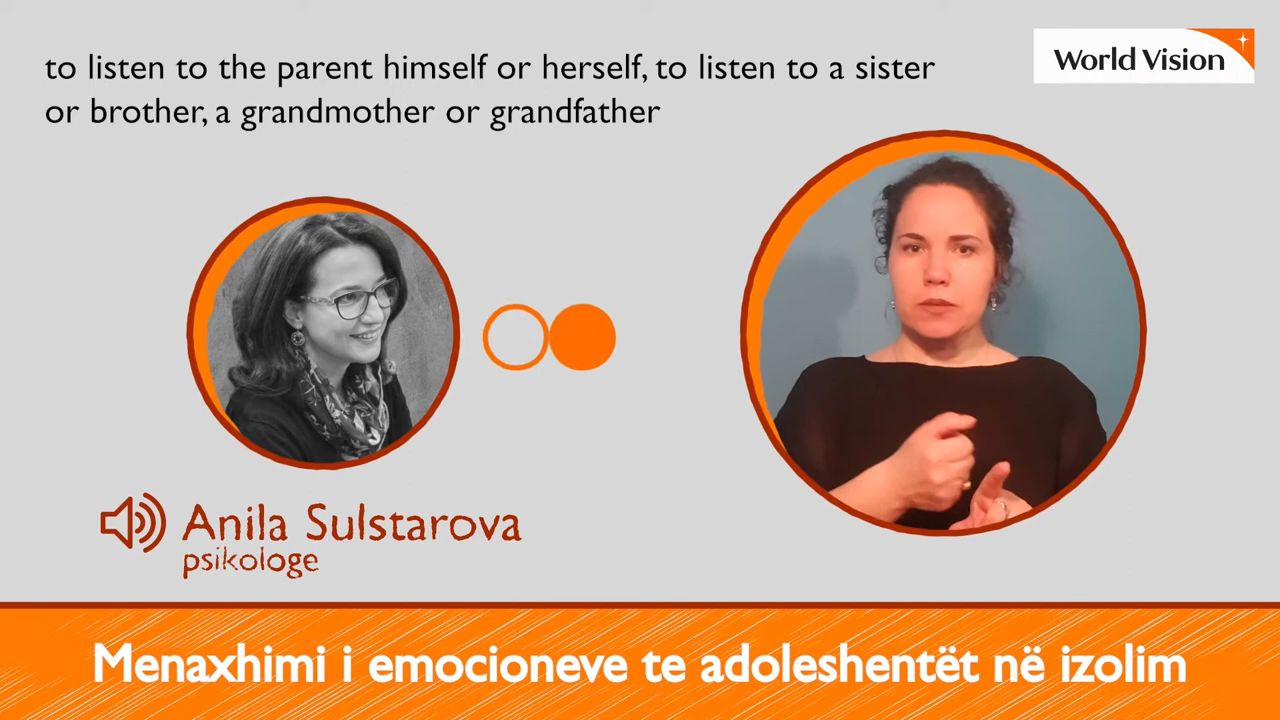 to listen to the parent himself or herself, to listen to a sister
or brother, a grandmother or grandfather
World Vision
Anila Sulstarova
psikologe
Menaxhimi i emocioneve te adoleshentët në izolim